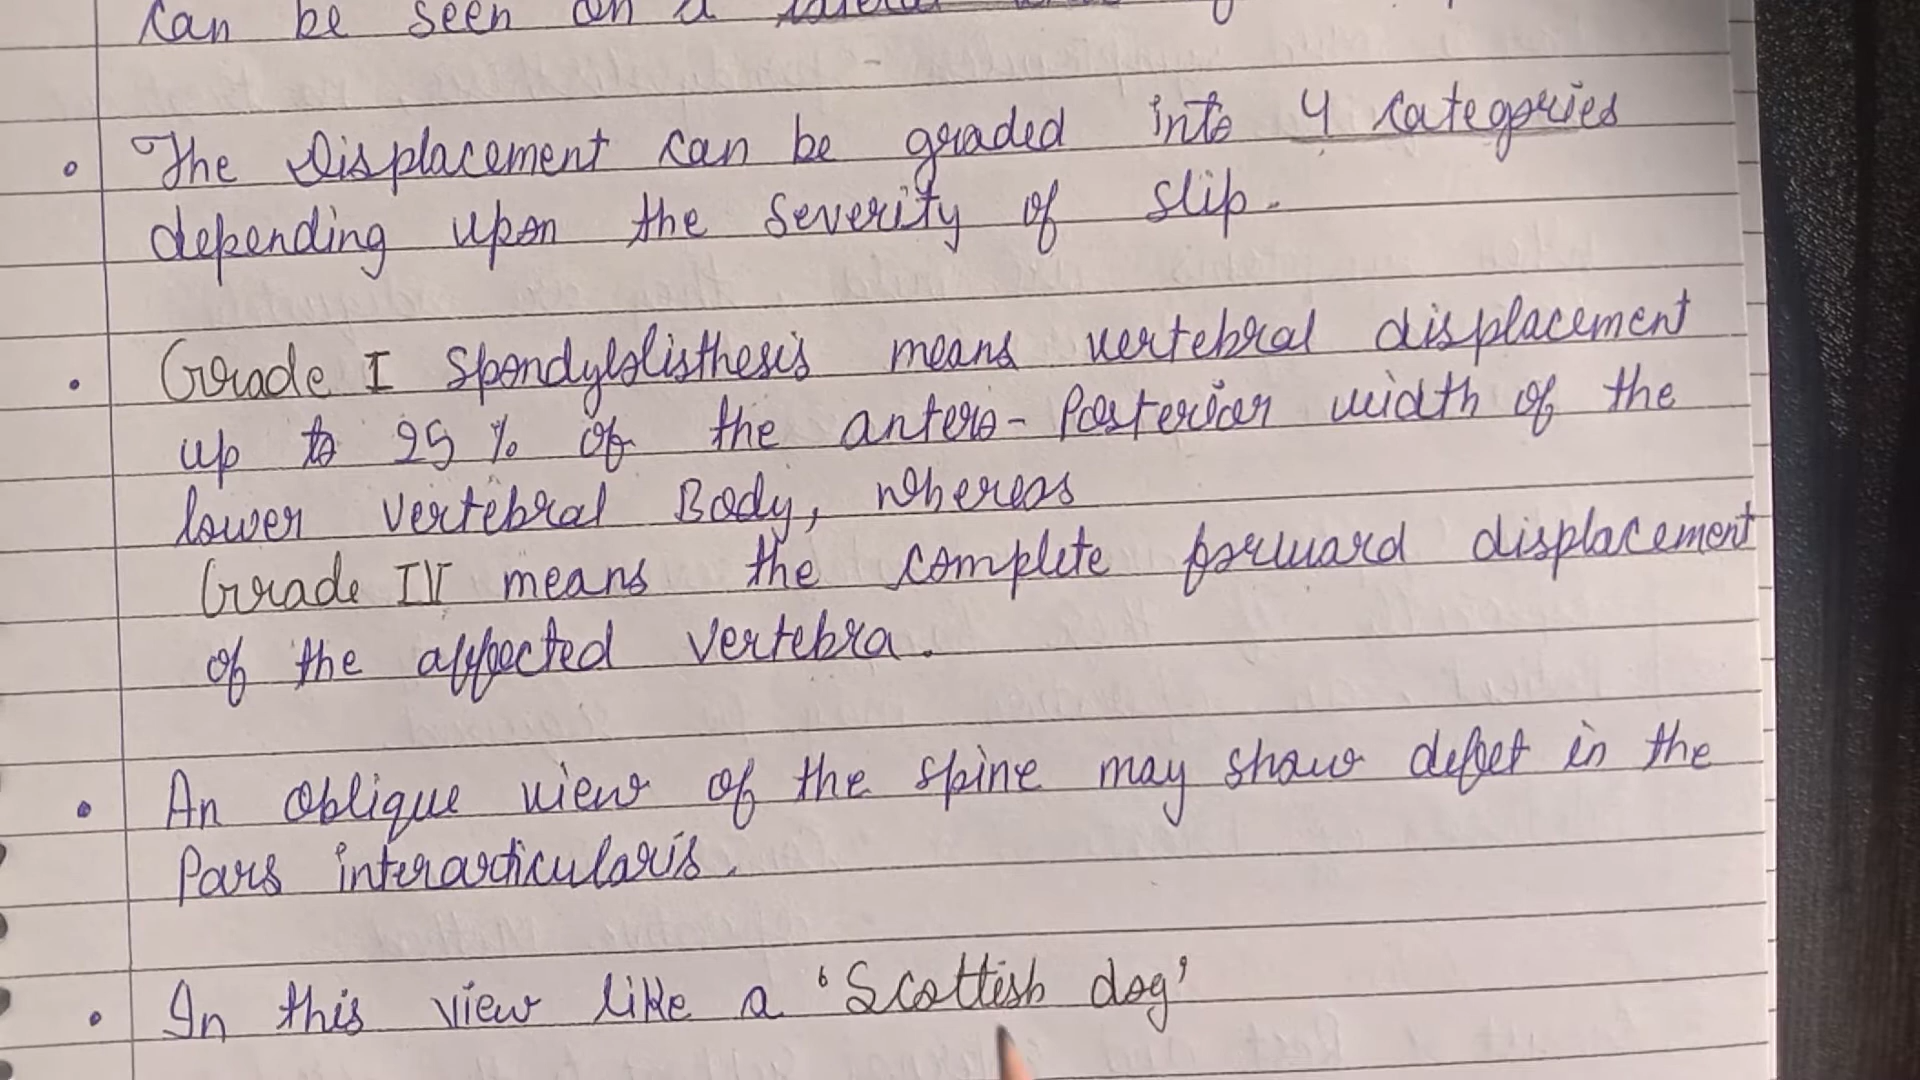 can be seen on a lateral
The Displacement can be graded into 4 categories
depending upon the severity of slip.
Grade I Spondylolisthesis means vertebral displacement
up to 25% of the antero-Posterior width of the
lower vertebral Body, whereas
Grade IV means the complete forward displacement
of the affected vertebra.
An oblique view of the spine may show defect in the
Pars interarticularis.
In this view like a 'Scottish dog'